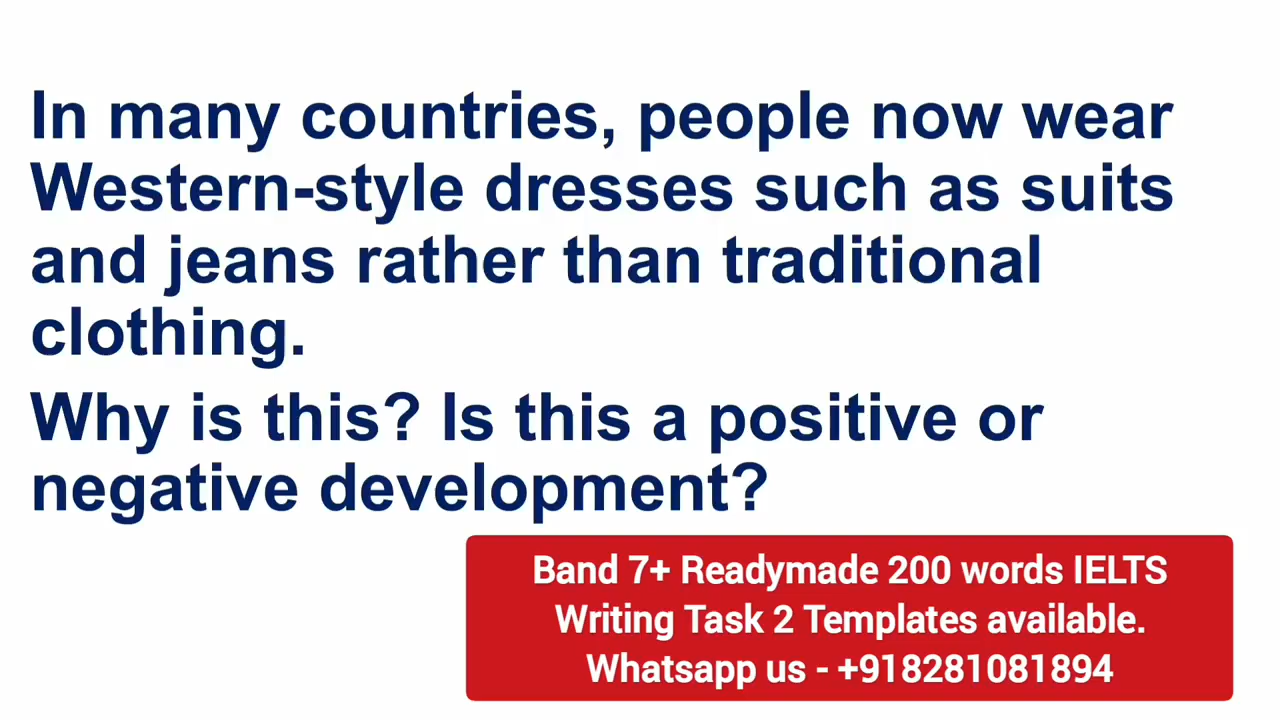 In many countries, people now wear
Western-style dresses such as suits
and jeans rather than traditional
clothing.
Why is this? Is this a positive or
negative development?
Band 7+ Readymade 200 words IELTS
Writing Task 2 Templates available.
Whatsapp us - +918281081894